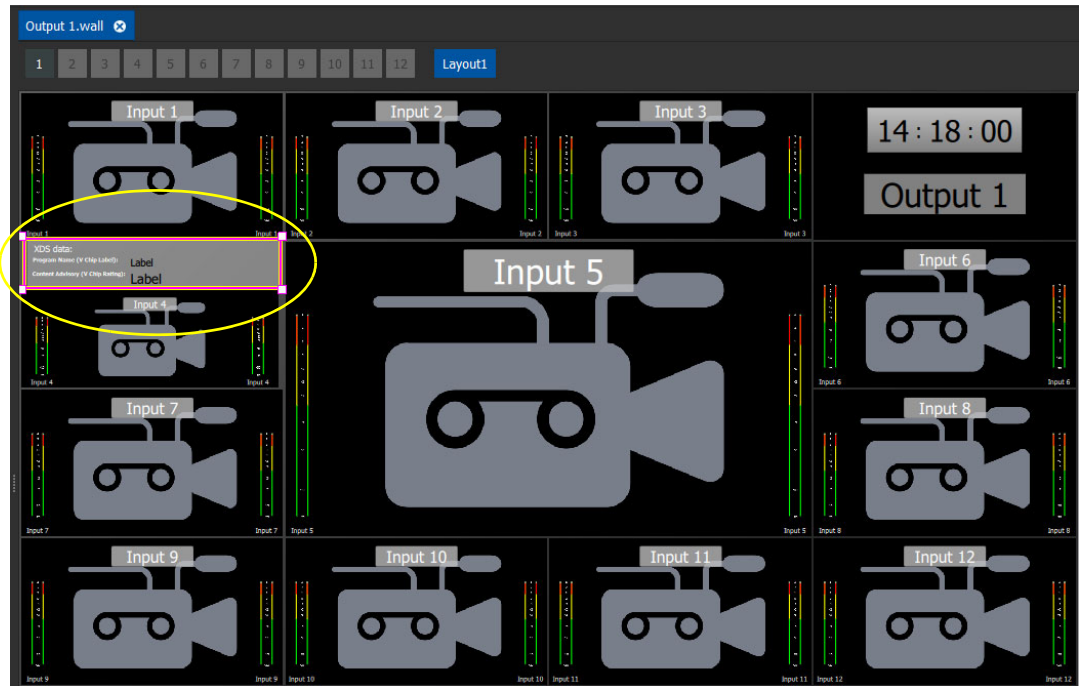 Output 1.wall
1 2 3 4 5 6 7 8 9 10 11 12 Layout1
Input 1
Input 2
Input 3
14:18:00
Output 1
Input 1 Input 1 Input 2 Input 2 Input 3 Input 3
XDS data:
Program Name (V Chip Label): Label
Content Advisory (V Chip Rating): Label
Input 4
Input 4 Input 4
Input 5
Input 6
Input 6 Input 6
Input 7
Input 8
Input 7 Input 7 Input 5 Input 5 Input 8 Input 8
Input 9
Input 10
Input 11
Input 12
Input 9 Input 9 Input 10 Input 10 Input 11 Input 11 Input 12 Input 12